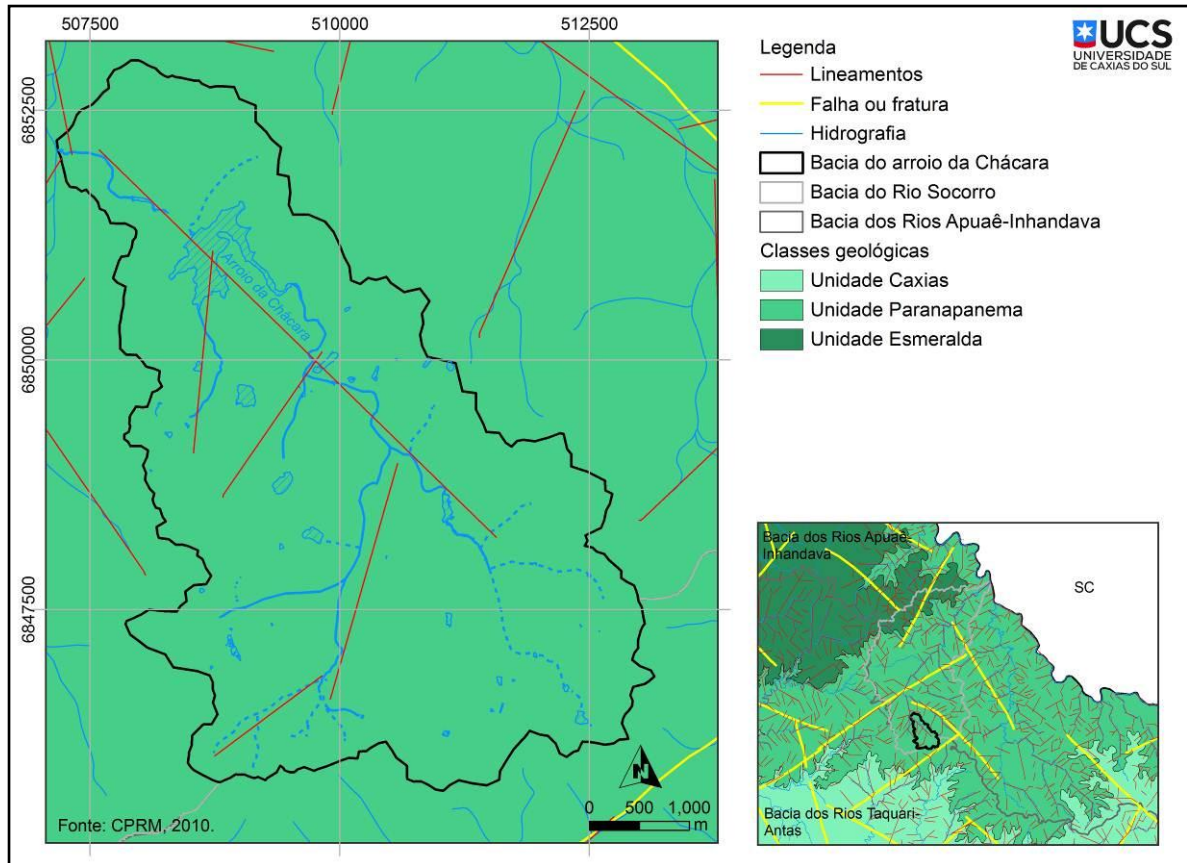 507500
510000
512500
6852500
6850000
6847500
Arroio da Chácara
N
0 500 1,000
m
Fonte: CPRM, 2010.
UCS
UNIVERSIDADE
DE CAXIAS DO SUL
Legenda
Lineamentos
Falha ou fratura
Hidrografia
Bacia do arroio da Chácara
Bacia do Rio Socorro
Bacia dos Rios Apuaê-Inhandava
Classes geológicas
Unidade Caxias
Unidade Paranapanema
Unidade Esmeralda
Bacia dos Rios Apuaê-
Inhandava
SC
Bacia dos Rios Taquari-
Antas